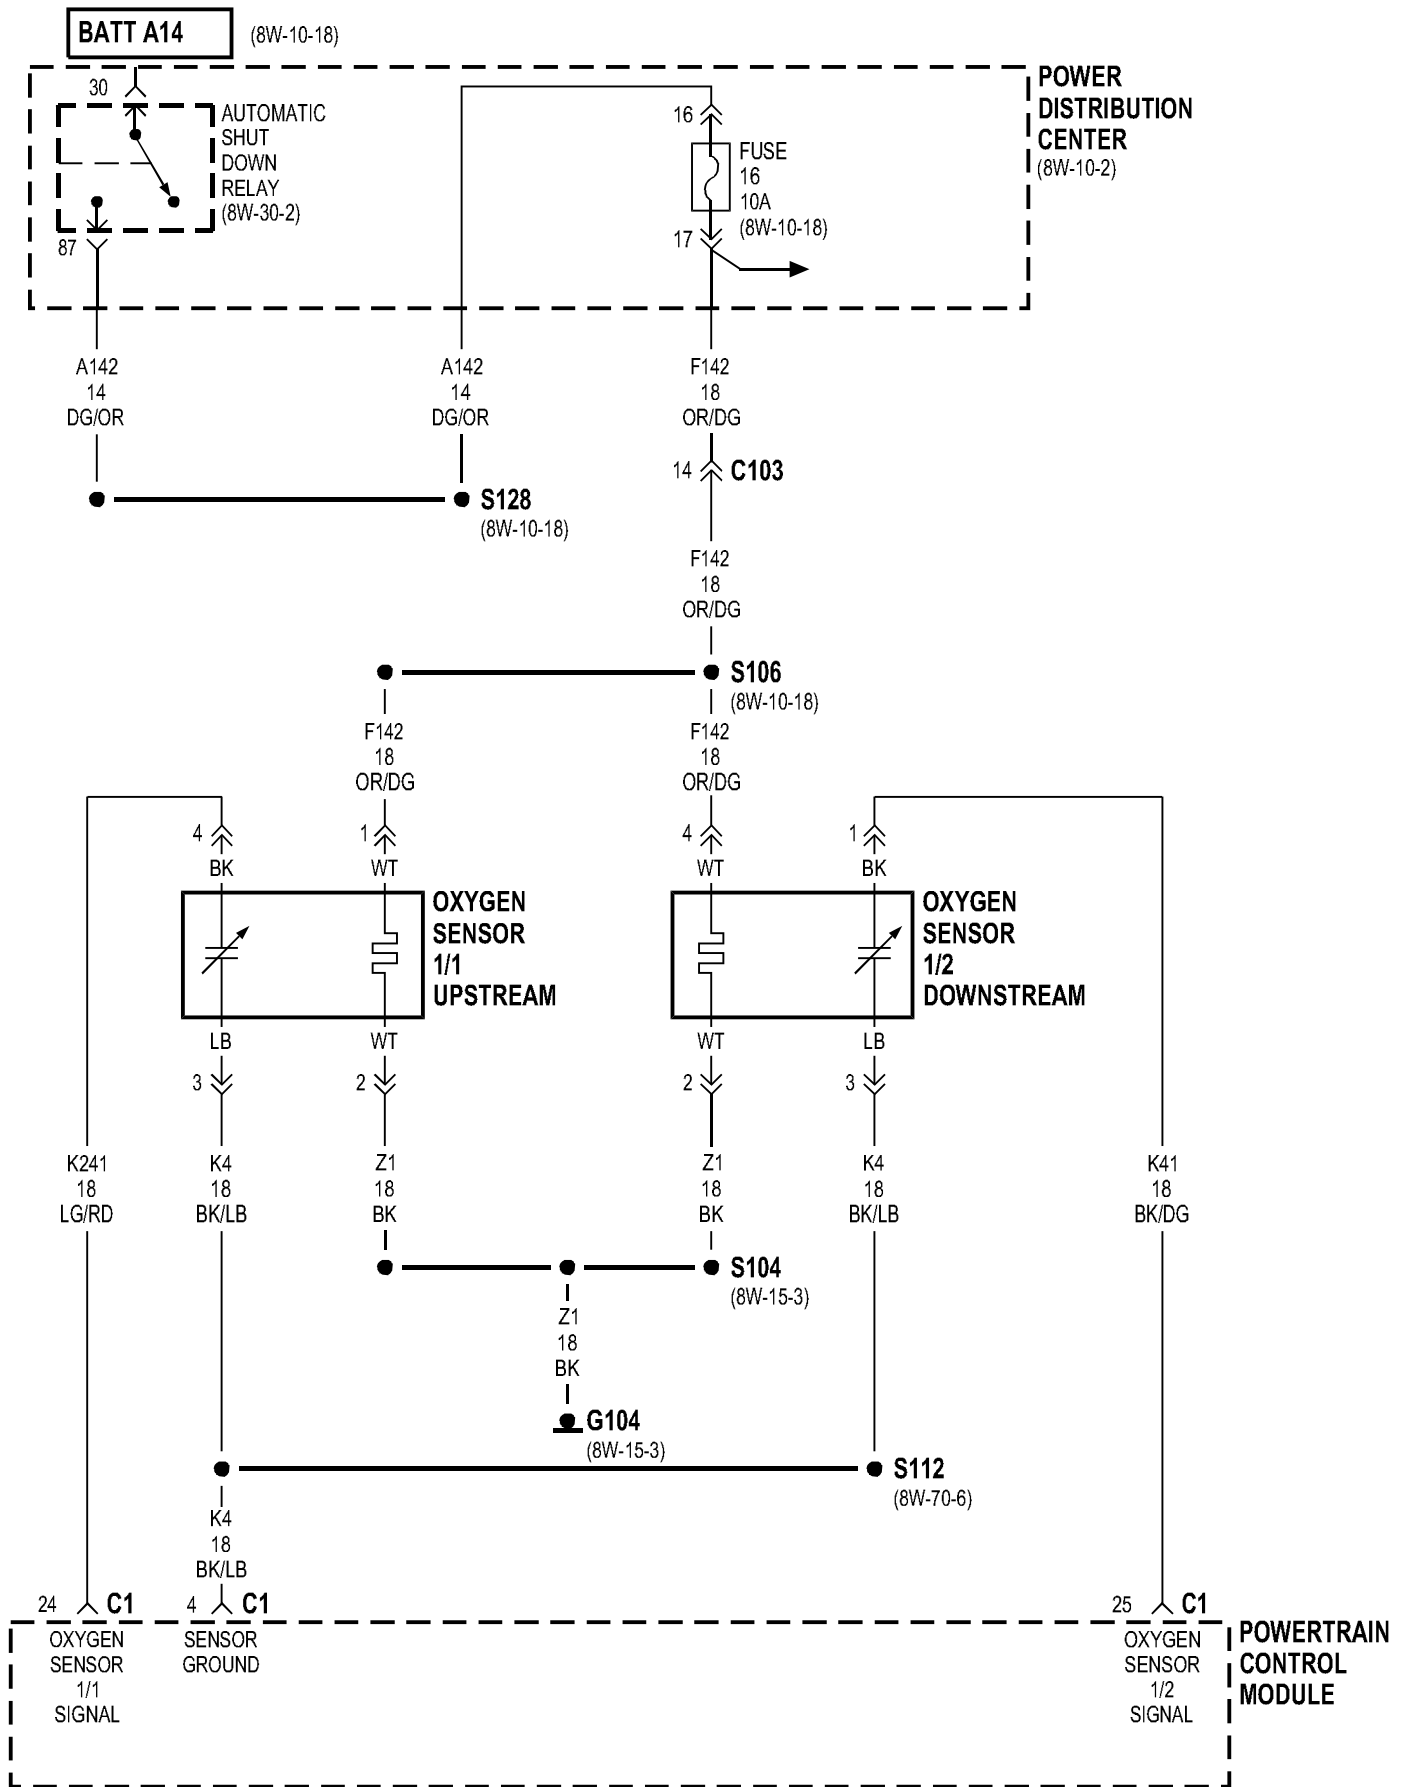 BATT A14
(8W-10-18)
30
AUTOMATIC
SHUT
DOWN
RELAY
(8W-30-2)
87
16
FUSE
16
10A
(8W-10-18)
17
POWER
DISTRIBUTION
CENTER
(8W-10-2)
A142
14
DG/OR
A142
14
DG/OR
F142
18
OR/DG
14
C103
S128
(8W-10-18)
F142
18
OR/DG
S106
(8W-10-18)
F142
18
OR/DG
F142
18
OR/DG
4
1
4
1
BK
WT
WT
BK
OXYGEN
SENSOR
1/1
UPSTREAM
OXYGEN
SENSOR
1/2
DOWNSTREAM
LB
WT
WT
LB
3
2
2
3
K241
18
LG/RD
K4
18
BK/LB
Z1
18
BK
Z1
18
BK
K4
18
BK/LB
K41
18
BK/DG
S104
(8W-15-3)
Z1
18
BK
G104
(8W-15-3)
S112
(8W-70-6)
K4
18
BK/LB
24
C1
4
C1
25
C1
OXYGEN
SENSOR
1/1
SIGNAL
SENSOR
GROUND
OXYGEN
SENSOR
1/2
SIGNAL
POWERTRAIN
CONTROL
MODULE